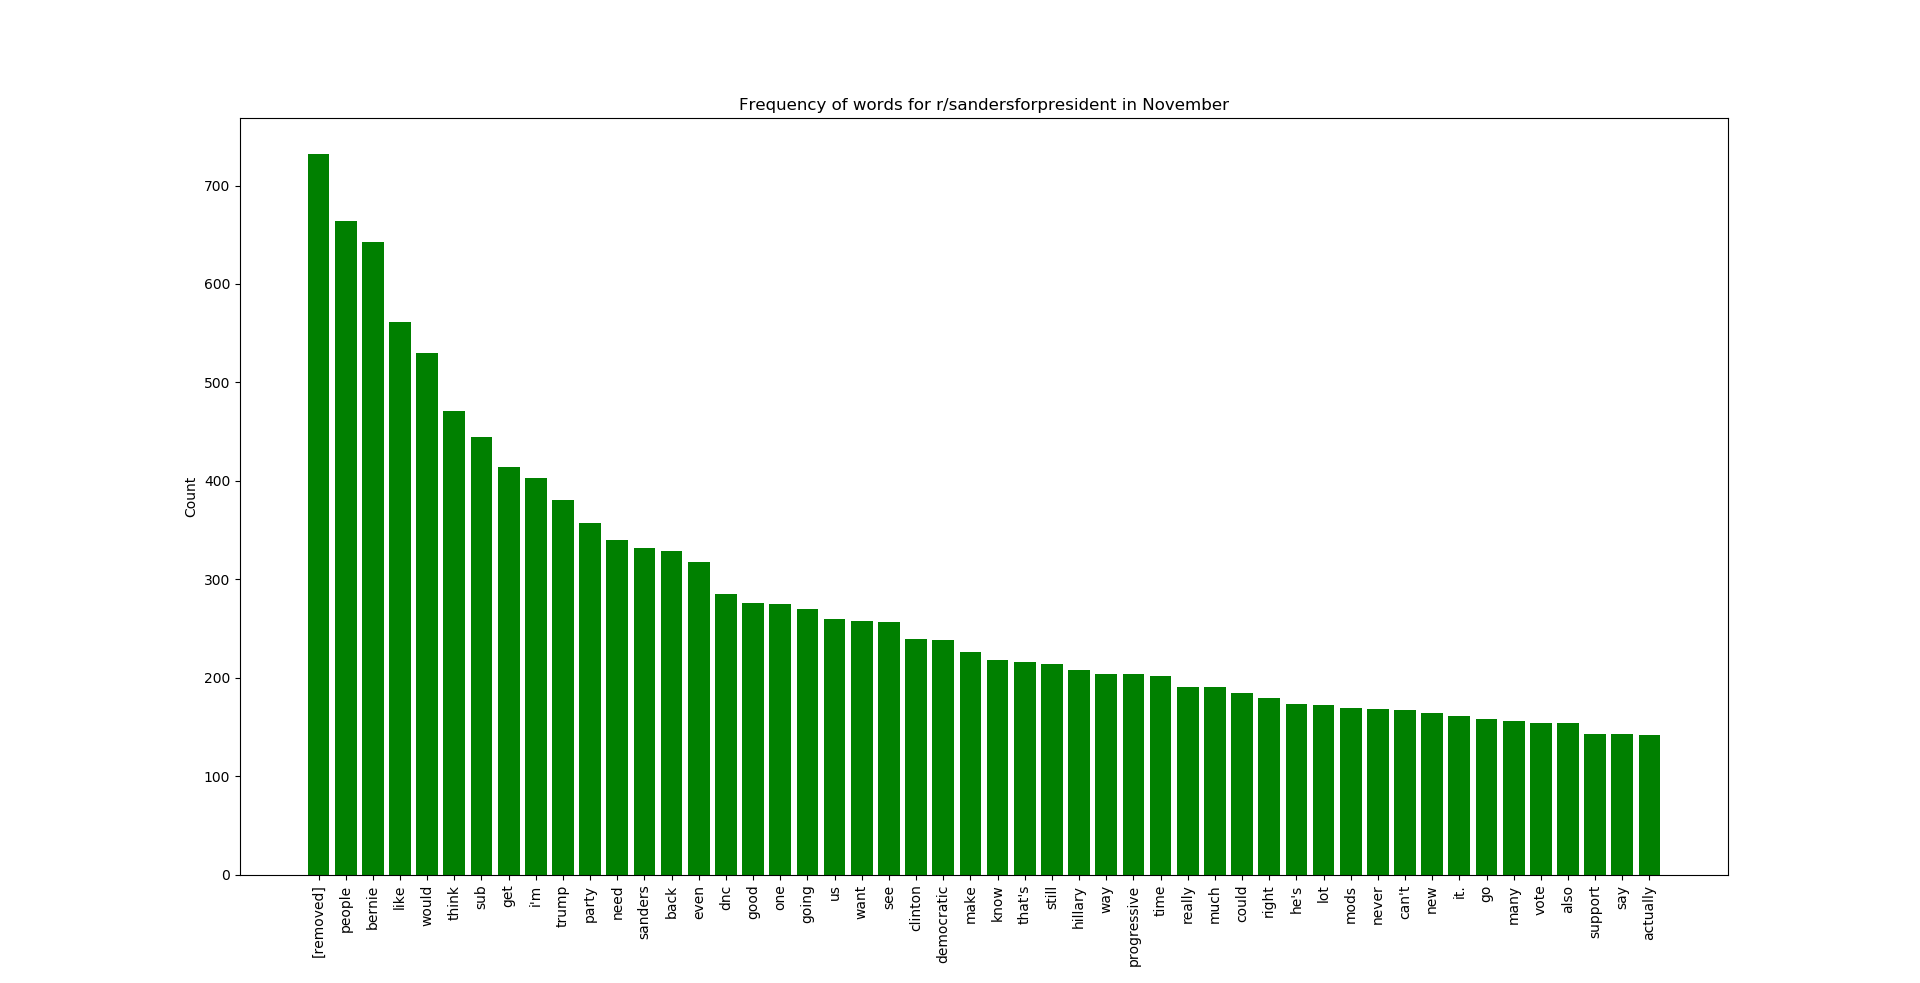 Frequency of words for r/sandersforpresident in November
Count
700
600
500
400
300
200
100
0
[removed]
people
bernie
like
would
think
sub
get
i'm
trump
party
need
sanders
back
even
dnc
good
one
going
us
want
see
clinton
democratic
make
know
that's
still
hillary
way
progressive
time
really
much
could
right
he's
lot
mods
never
can't
new
it.
go
many
vote
also
support
say
actually